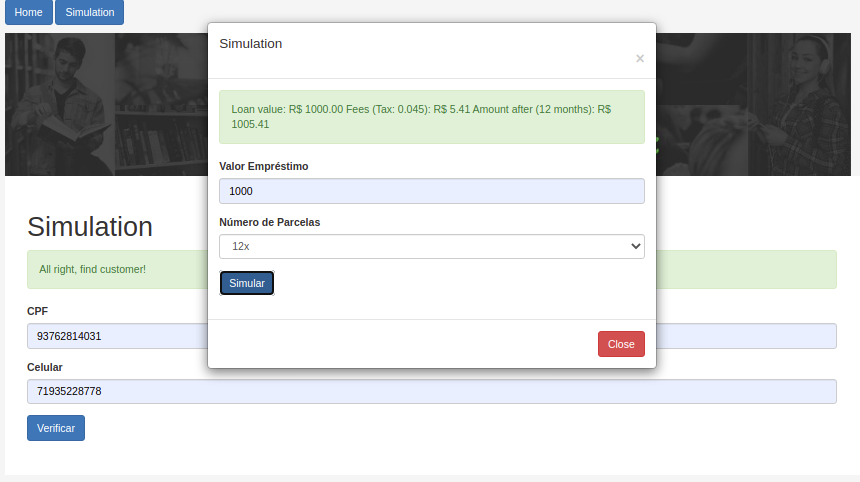 Home
Simulation
Simulation
×
Loan value: R$ 1000.00 Fees (Tax: 0.045): R$ 5.41 Amount after (12 months): R$
1005.41
Valor Empréstimo
1000
Número de Parcelas
12x
Simular
Close
Simulation
All right, find customer!
CPF
93762814031
Celular
71935228778
Verificar